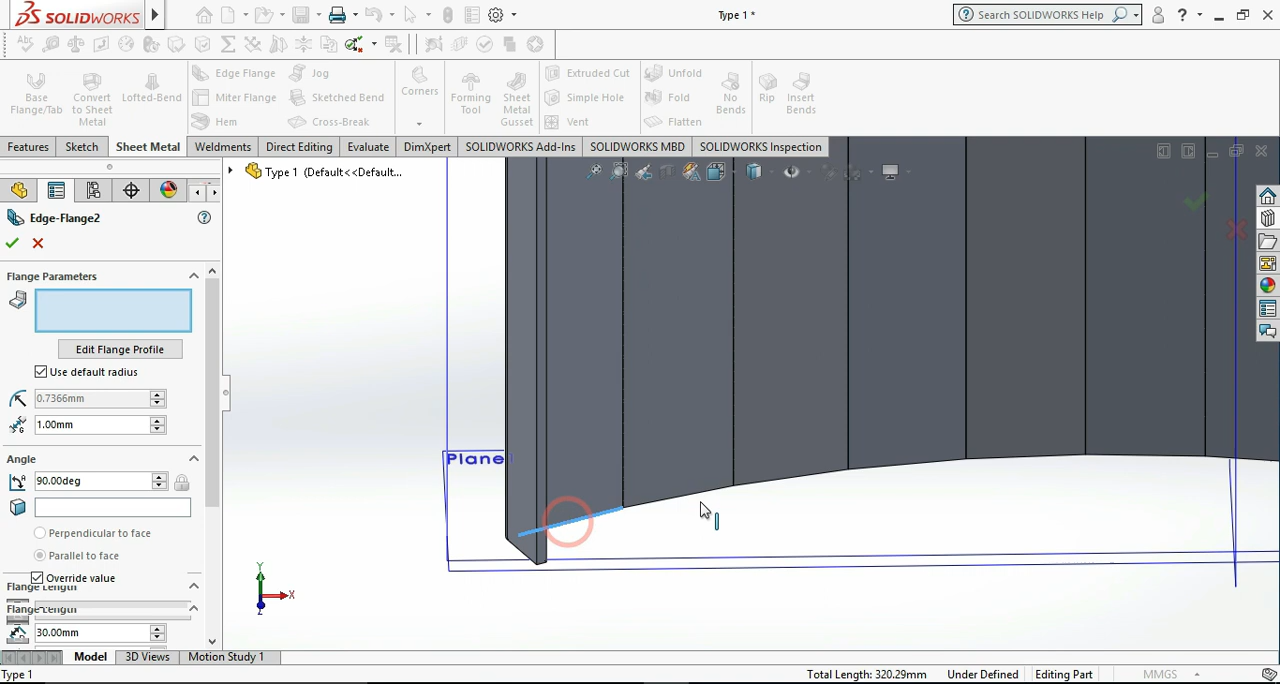 SOLIDWORKS
Type 1 *
Search SOLIDWORKS Help
?
Base
Flange/Tab
Convert
to Sheet
Metal
Lofted-Bend
Edge Flange
Miter Flange
Hem
Jog
Sketched Bend
Cross-Break
Corners
Forming
Tool
Sheet
Metal
Gusset
Extruded Cut
Simple Hole
Vent
Unfold
Fold
Flatten
No
Bends
Rip
Insert
Bends
Features
Sketch
Sheet Metal
Weldments
Direct Editing
Evaluate
DimXpert
SOLIDWORKS Add-Ins
SOLIDWORKS MBD
SOLIDWORKS Inspection
Type 1 (Default<<Default...
Edge-Flange2
?
Flange Parameters
Edit Flange Profile
Use default radius
0.7366mm
1.00mm
Angle
90.00deg
Perpendicular to face
Parallel to face
Override value
Flange Length
Flange Length
30.00mm
Plane
Y
X
Z
Model
3D Views
Motion Study 1
Type 1
Total Length: 320.29mm
Under Defined
Editing Part
MMGS